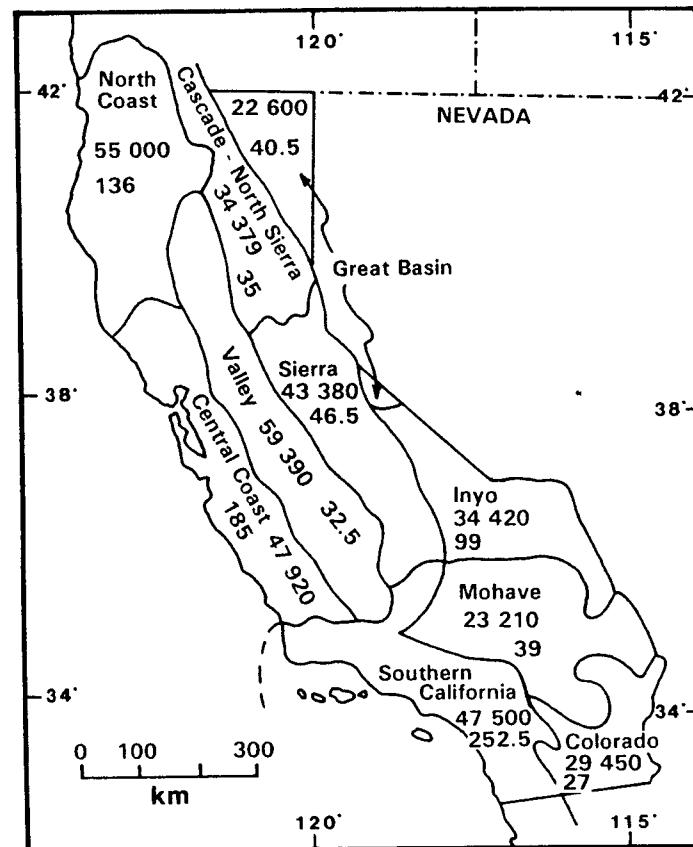 120° 115°
42° 42°
NEVADA
North
Coast
55 000
136
Cascade - North Sierra
34 379
35
22 600
40.5
Great Basin
38° 38°
Sierra
43 380
46.5
Valley 59 390
32.5
Central Coast 47 920
185
Inyo
34 420
99
Mohave
23 210
39
34° 34°
Southern
California
47 500
252.5
Colorado
29 450
27
0 100 300
km
120° 115°